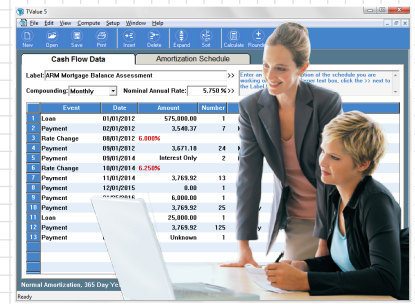 TValue 5
File Edit View Compute Setup Window Help
New Open Save Print Insert Delete Expand Sort Calculate
Cash Flow Data Amortization Schedule
Label: ARM Mortgage Balance Assessment >>
Compounding: Monthly Nominal Annual Rate: 5.750 % >>
Event Date Amount Number
1 Loan 01/01/2012 575,000.00 1
2 Payment 02/01/2012 3,540.37 7
3 Rate Change 08/01/2012 6.000%
4 Payment 09/01/2012 3,671.18 24
5 Payment 09/01/2014 Interest Only 2
6 Rate Change 10/01/2014 6.250%
7 Payment 11/01/2014 3,769.92 13
8 Payment 12/01/2015 0.00 1
9 Payment 3,769.92 1
10 Payment 3,769.92 25
11 Loan 25,000.00 1
12 Payment 3,769.92 125
13 Payment Unknown 1
Normal Amortization, 365 Day
Ready